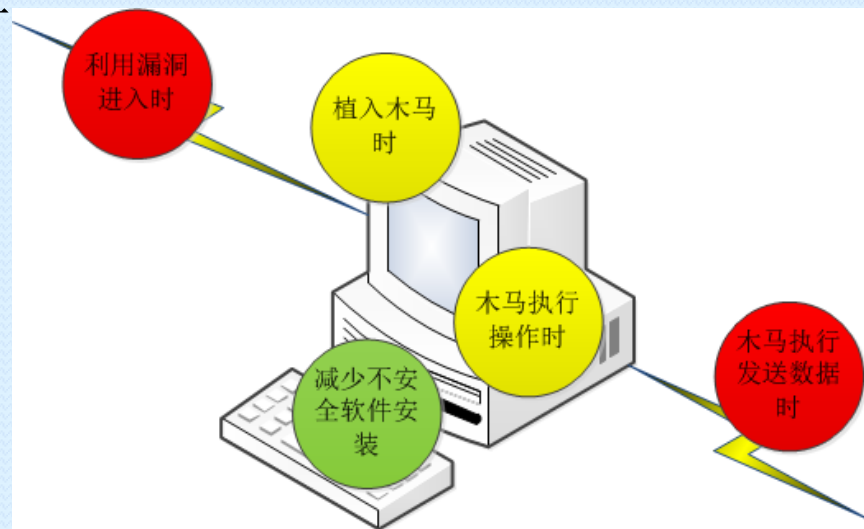 利用漏洞
进入时
植入木马
时
木马执行
操作时
减少不安
全软件安
装
木马执行
发送数据
时